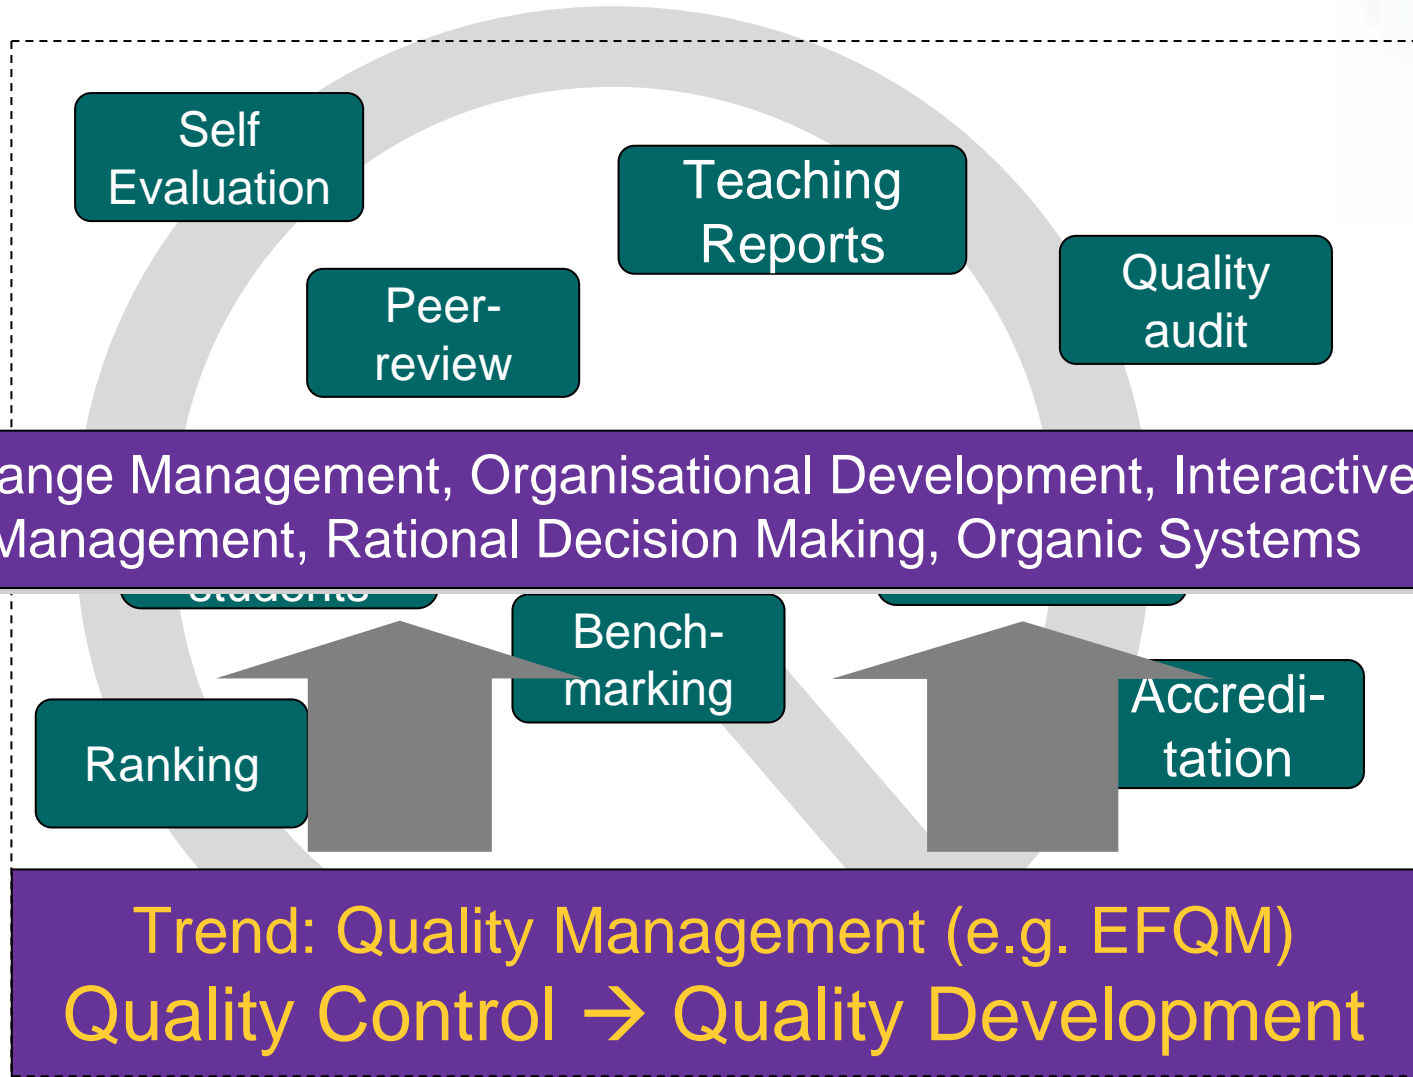 Self
Evaluation
Teaching
Reports
Quality
audit
Peer-
review
ange Management, Organisational Development, Interactive
Management, Rational Decision Making, Organic Systems
students
Bench-
marking
Accredi-
tation
Ranking
Trend: Quality Management (e.g. EFQM)
Quality Control → Quality Development